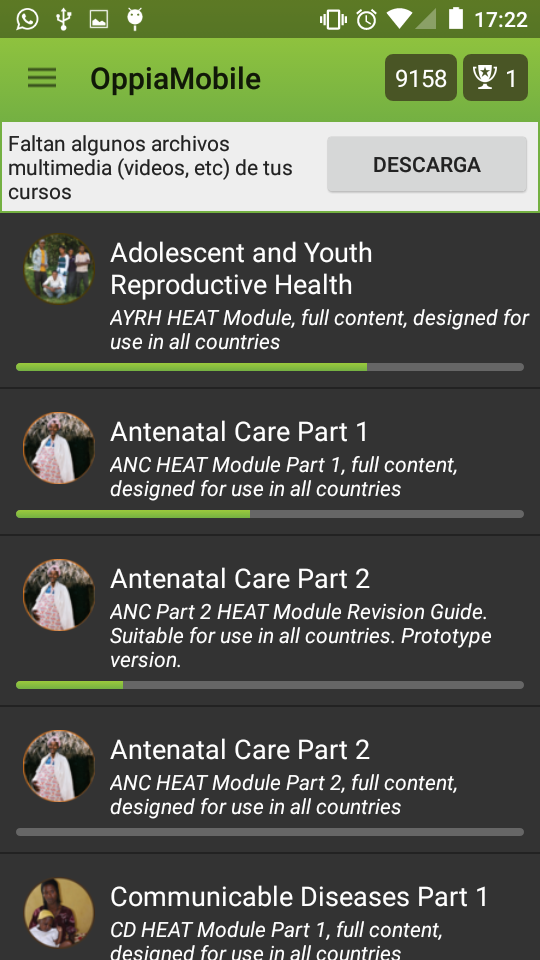 17:22
OppiaMobile
9158
1
Faltan algunos archivos
multimedia (videos, etc) de tus
cursos
DESCARGA
Adolescent and Youth
Reproductive Health
AYRH HEAT Module, full content, designed for
use in all countries
Antenatal Care Part 1
ANC HEAT Module Part 1, full content,
designed for use in all countries
Antenatal Care Part 2
ANC Part 2 HEAT Module Revision Guide.
Suitable for use in all countries. Prototype
version.
Antenatal Care Part 2
ANC HEAT Module Part 2, full content,
designed for use in all countries
Communicable Diseases Part 1
CD HEAT Module Part 1, full content,
designed for use in all countries